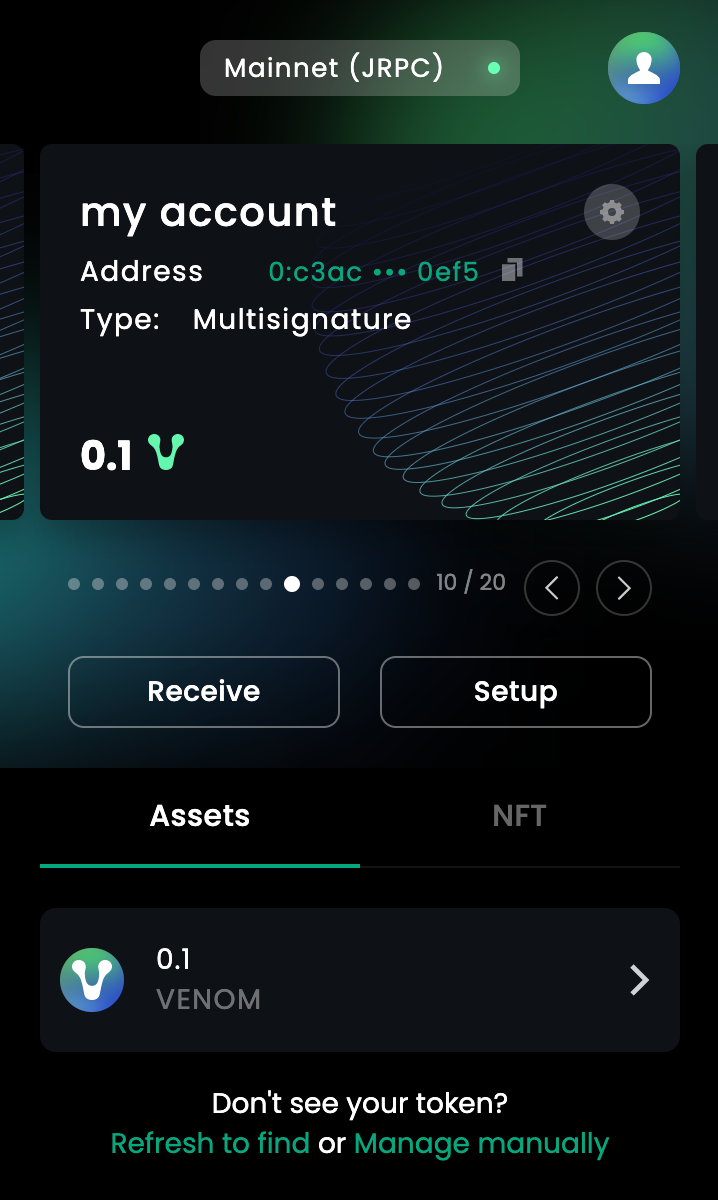 Mainnet (JRPC)
my account
Address 0:c3ac ••• 0ef5
Type: Multisignature
0.1
10 / 20
Receive Setup
Assets NFT
0.1
VENOM
Don't see your token?
Refresh to find or Manage manually